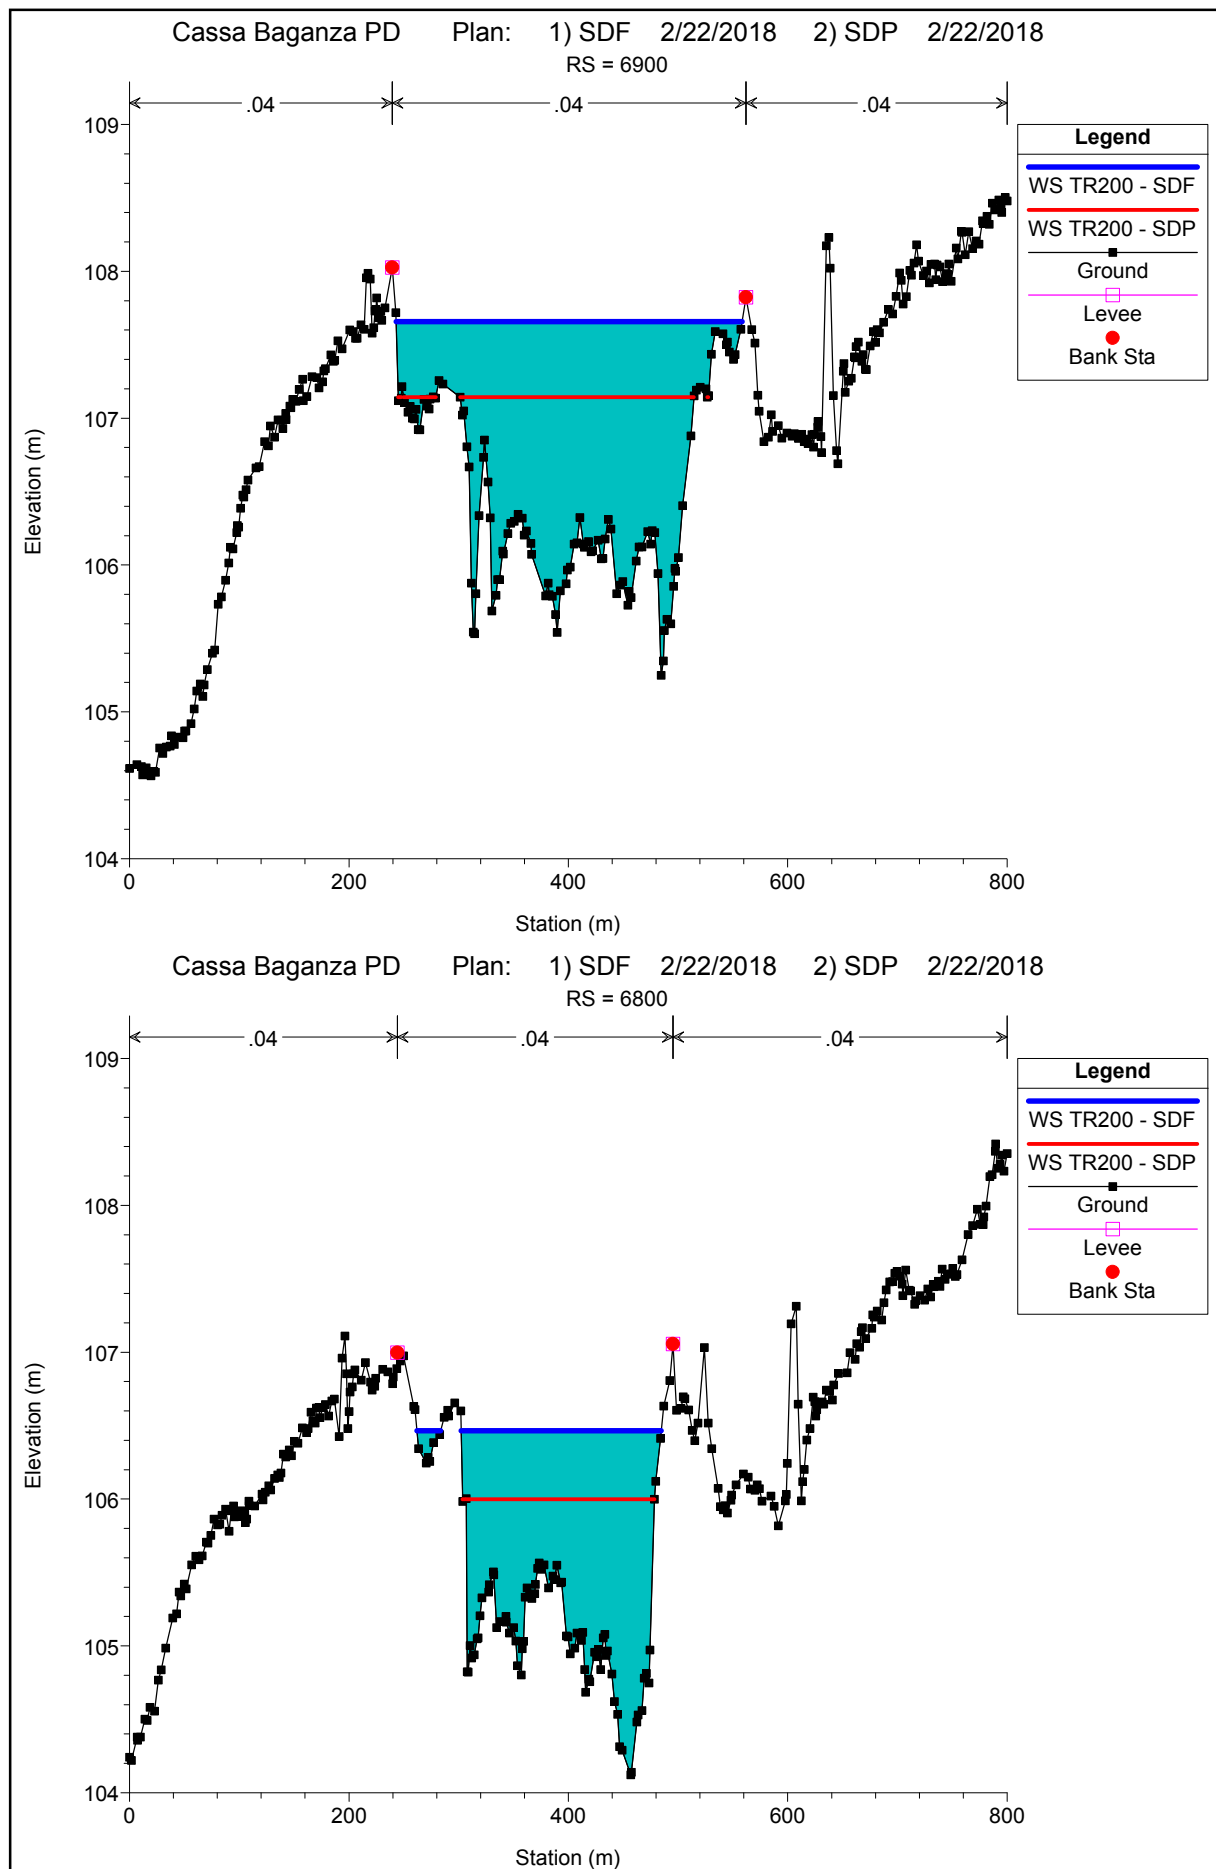 Cassa Baganza PD Plan: 1) SDF 2/22/2018 2) SDP 2/22/2018
RS = 6900
.04 .04 .04
109
108
107
106
105
104
Elevation (m)
0 200 400 600 800
Station (m)
Legend
WS TR200 - SDF
WS TR200 - SDP
Ground
Levee
Bank Sta
Cassa Baganza PD Plan: 1) SDF 2/22/2018 2) SDP 2/22/2018
RS = 6800
.04 .04 .04
109
108
107
106
105
104
Elevation (m)
0 200 400 600 800
Station (m)
Legend
WS TR200 - SDF
WS TR200 - SDP
Ground
Levee
Bank Sta